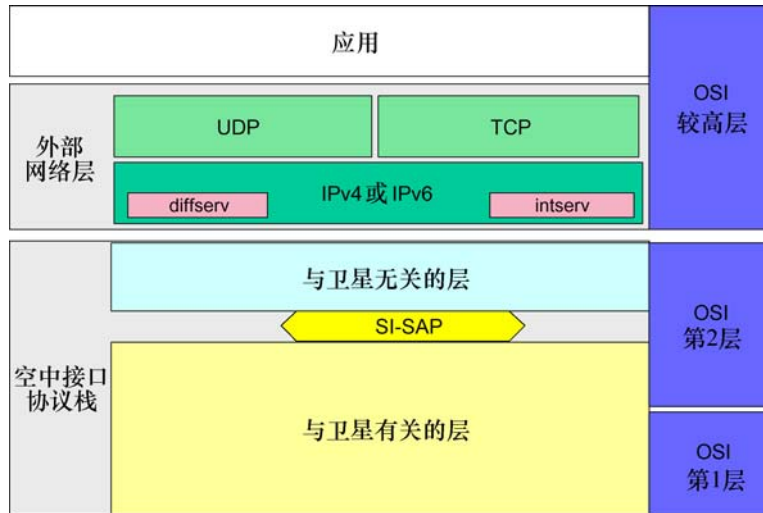 应用
OSI
较高层
外部
网络层
UDP
TCP
IPv4 或 IPv6
diffserv
intserv
与卫星无关的层
OSI
第2层
SI-SAP
空中接口
协议栈
与卫星有关的层
OSI
第1层